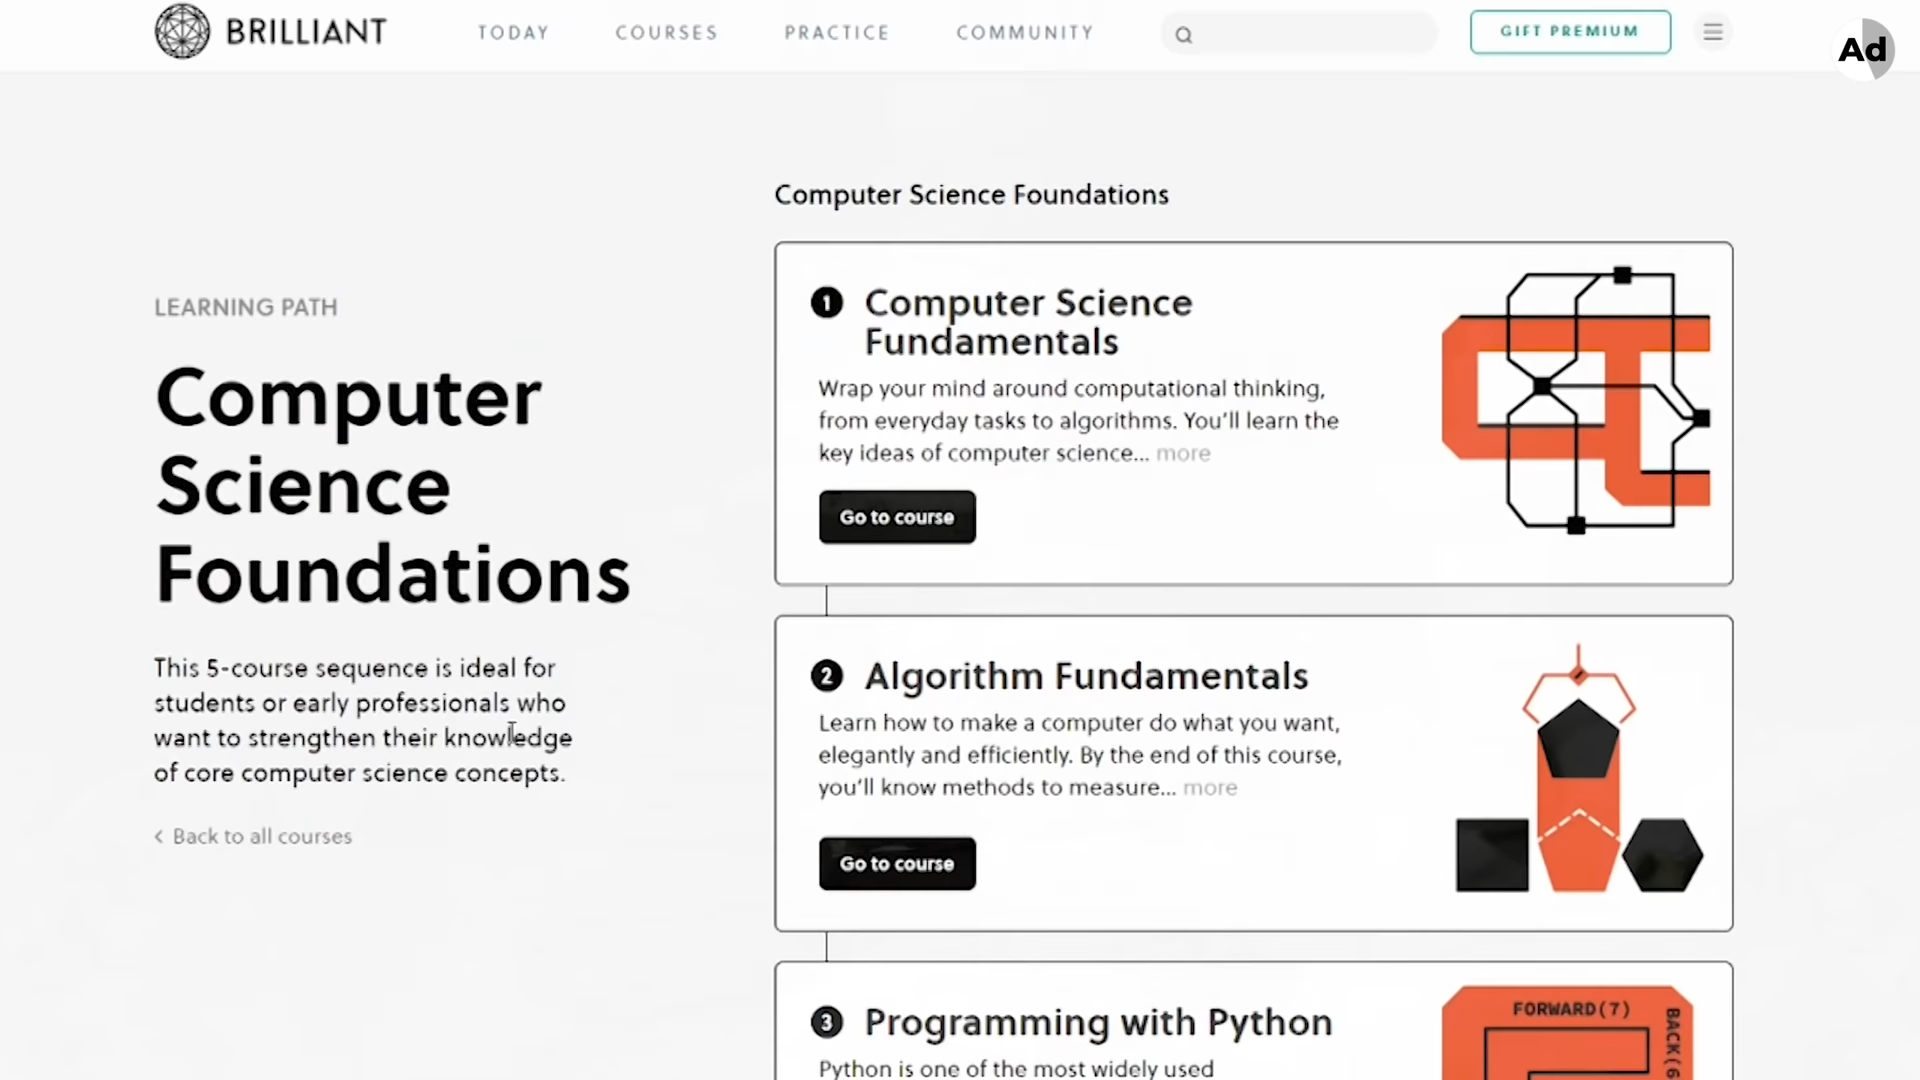 BRILLIANT
TODAY
COURSES
PRACTICE
COMMUNITY
GIFT PREMIUM
Ad
LEARNING PATH
Computer
Science
Foundations
This 5-course sequence is ideal for
students or early professionals who
want to strengthen their knowledge
of core computer science concepts.
< Back to all courses
Computer Science Foundations
1 Computer Science
Fundamentals
Wrap your mind around computational thinking,
from everyday tasks to algorithms. You'll learn the
key ideas of computer science... more
Go to course
2 Algorithm Fundamentals
Learn how to make a computer do what you want,
elegantly and efficiently. By the end of this course,
you'll know methods to measure... more
Go to course
3 Programming with Python
Python is one of the most widely used
FORWARD(7)
BACK(6